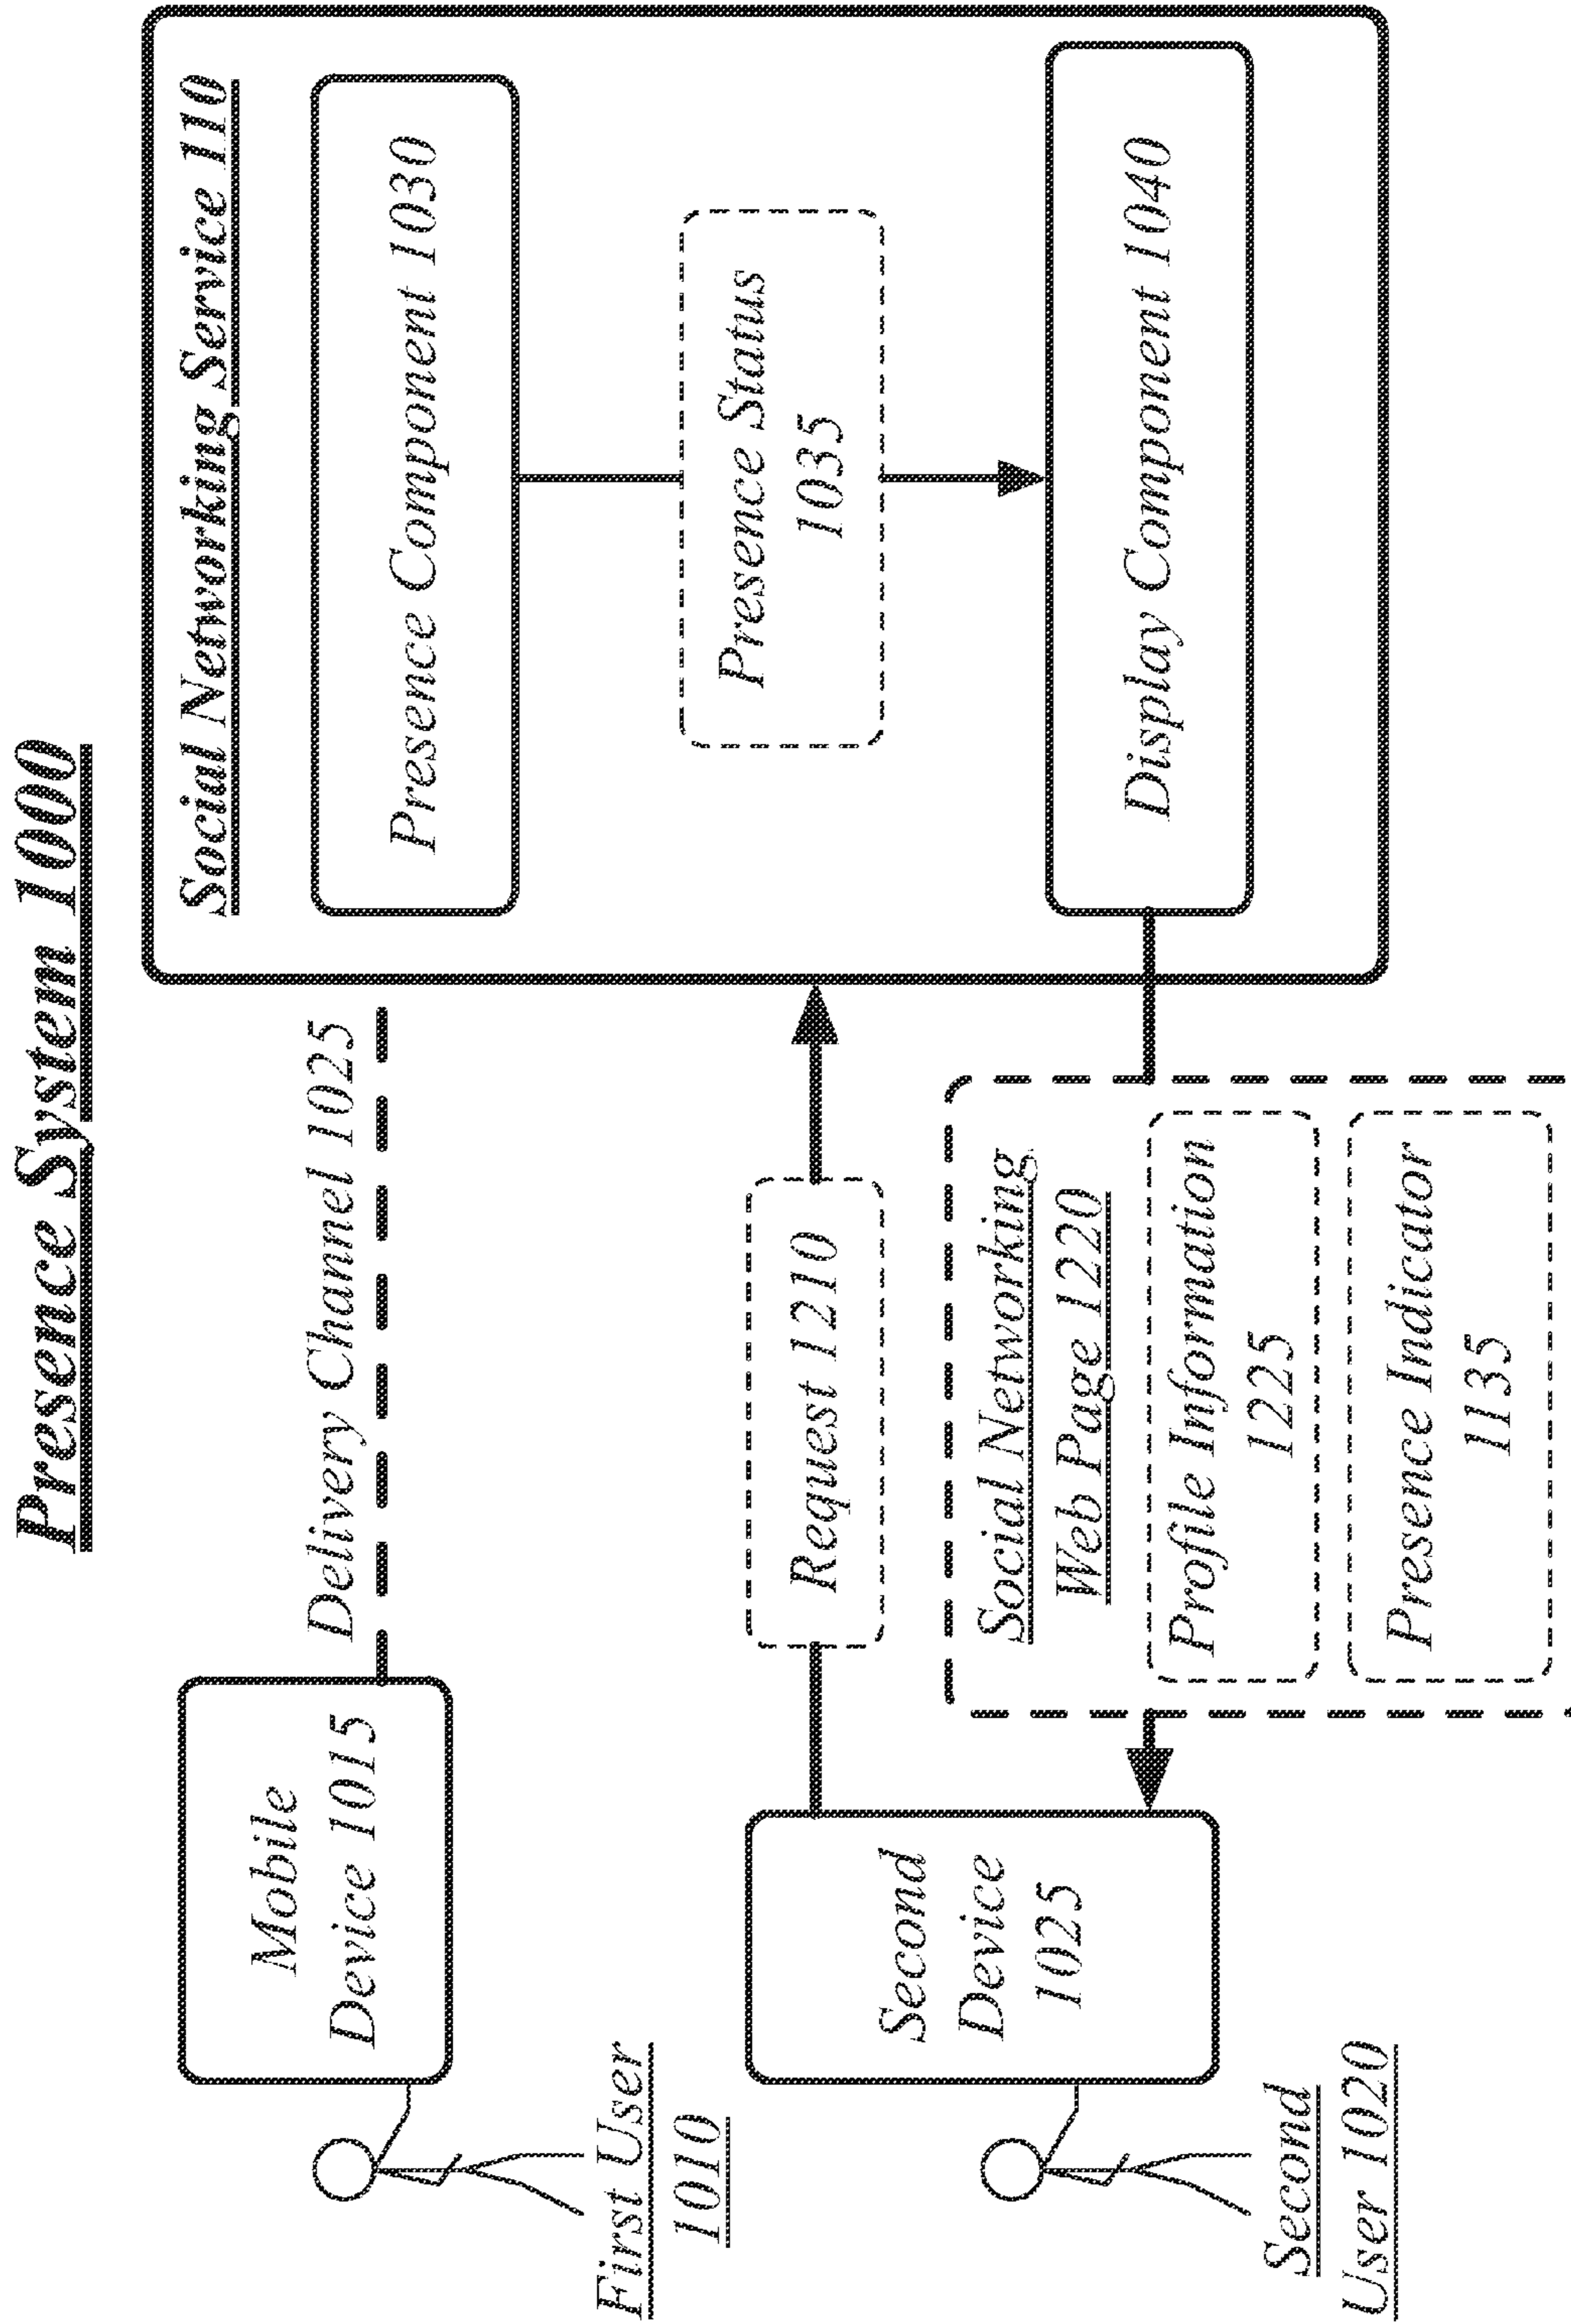 Presence System 1000
Social Networking Service 110
Presence Component 1030
Presence Status
1035
Display Component 1040
Delivery Channel 1025
Mobile
Device 1015
First User
1010
Request 1210
Second
Device
1025
Second
User 1020
Social Networking
Web Page 1220
Profile Information
1225
Presence Indicator
1135